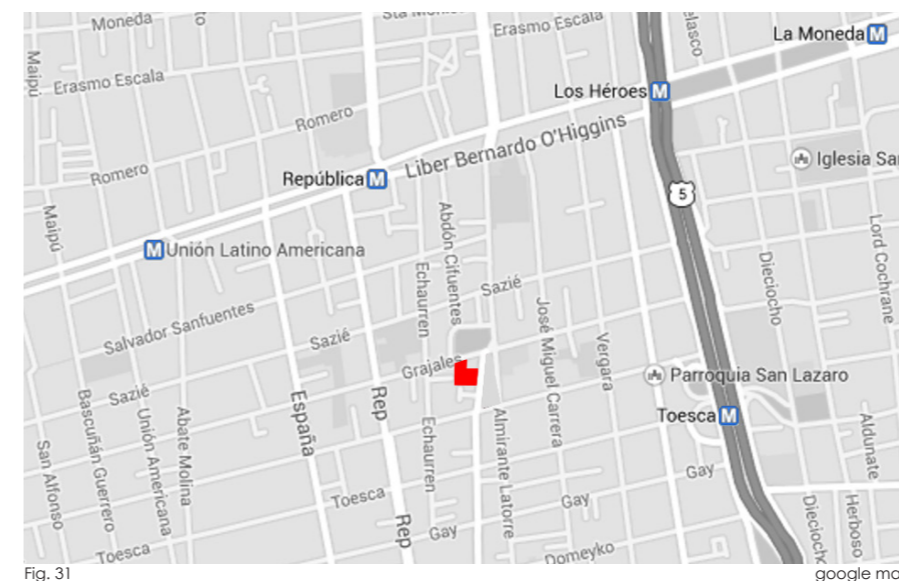 Moneda
Erasmo Escala
La Moneda M
Maipú
Erasmo Escala
Los Héroes M
Romero
Liber Bernardo O'Higgins
Romero
República M
Iglesia Sa
5
Maipú
M Unión Latino Americana
Abdón Cifuentes
Echaurren
Lord Cochrane
Dieciocho
Sazié
Salvador Sanfuentes
Sazié
José Miguel Carrera
Vergara
Grajales
Parroquia San Lazaro
Sazié
Bascuñán Guerrero
Unión Americana
Abate Molina
España
Rep
Echaurren
Almirante Latorre
Toesca M
Aldunate
San Alfonso
Gay
Toesca
Gay
Gay
Dieciocho
Herboso
Rep
Toesca
Domeyko
Fig. 31
google ma